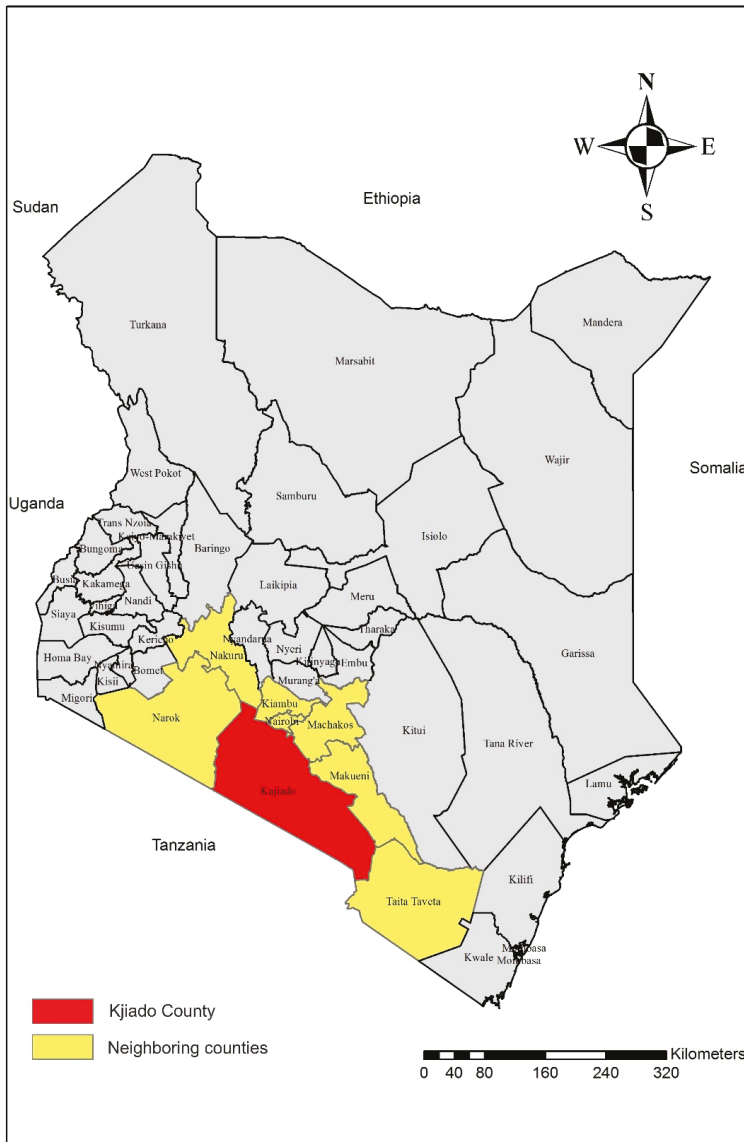 N
W E
S
Sudan
Ethiopia
Mandera
Turkana
Marsabit
Wajir
Somalia
West Pokot
Samburu
Uganda
Isiolo
Trans Nzoia
Bungoma
Baringo
Busia
Kakamega
Laikipia
Meru
Nandi
Siaya
Kisumu
Tharaka
Kericho
Nyandarua
Nyeri
Garissa
Homa Bay
Nyamira
Bomet
Nakuru
Embu
Kisii
Murang'a
Migori
Kiambu
Narok
Nairobi
Machakos
Kitui
Tana River
Makueni
Kajiado
Lamu
Tanzania
Kilifi
Taita Taveta
Kwale
Mombasa
Mombasa
Kjiado County
Neighboring counties
Kilometers
0 40 80 160 240 320